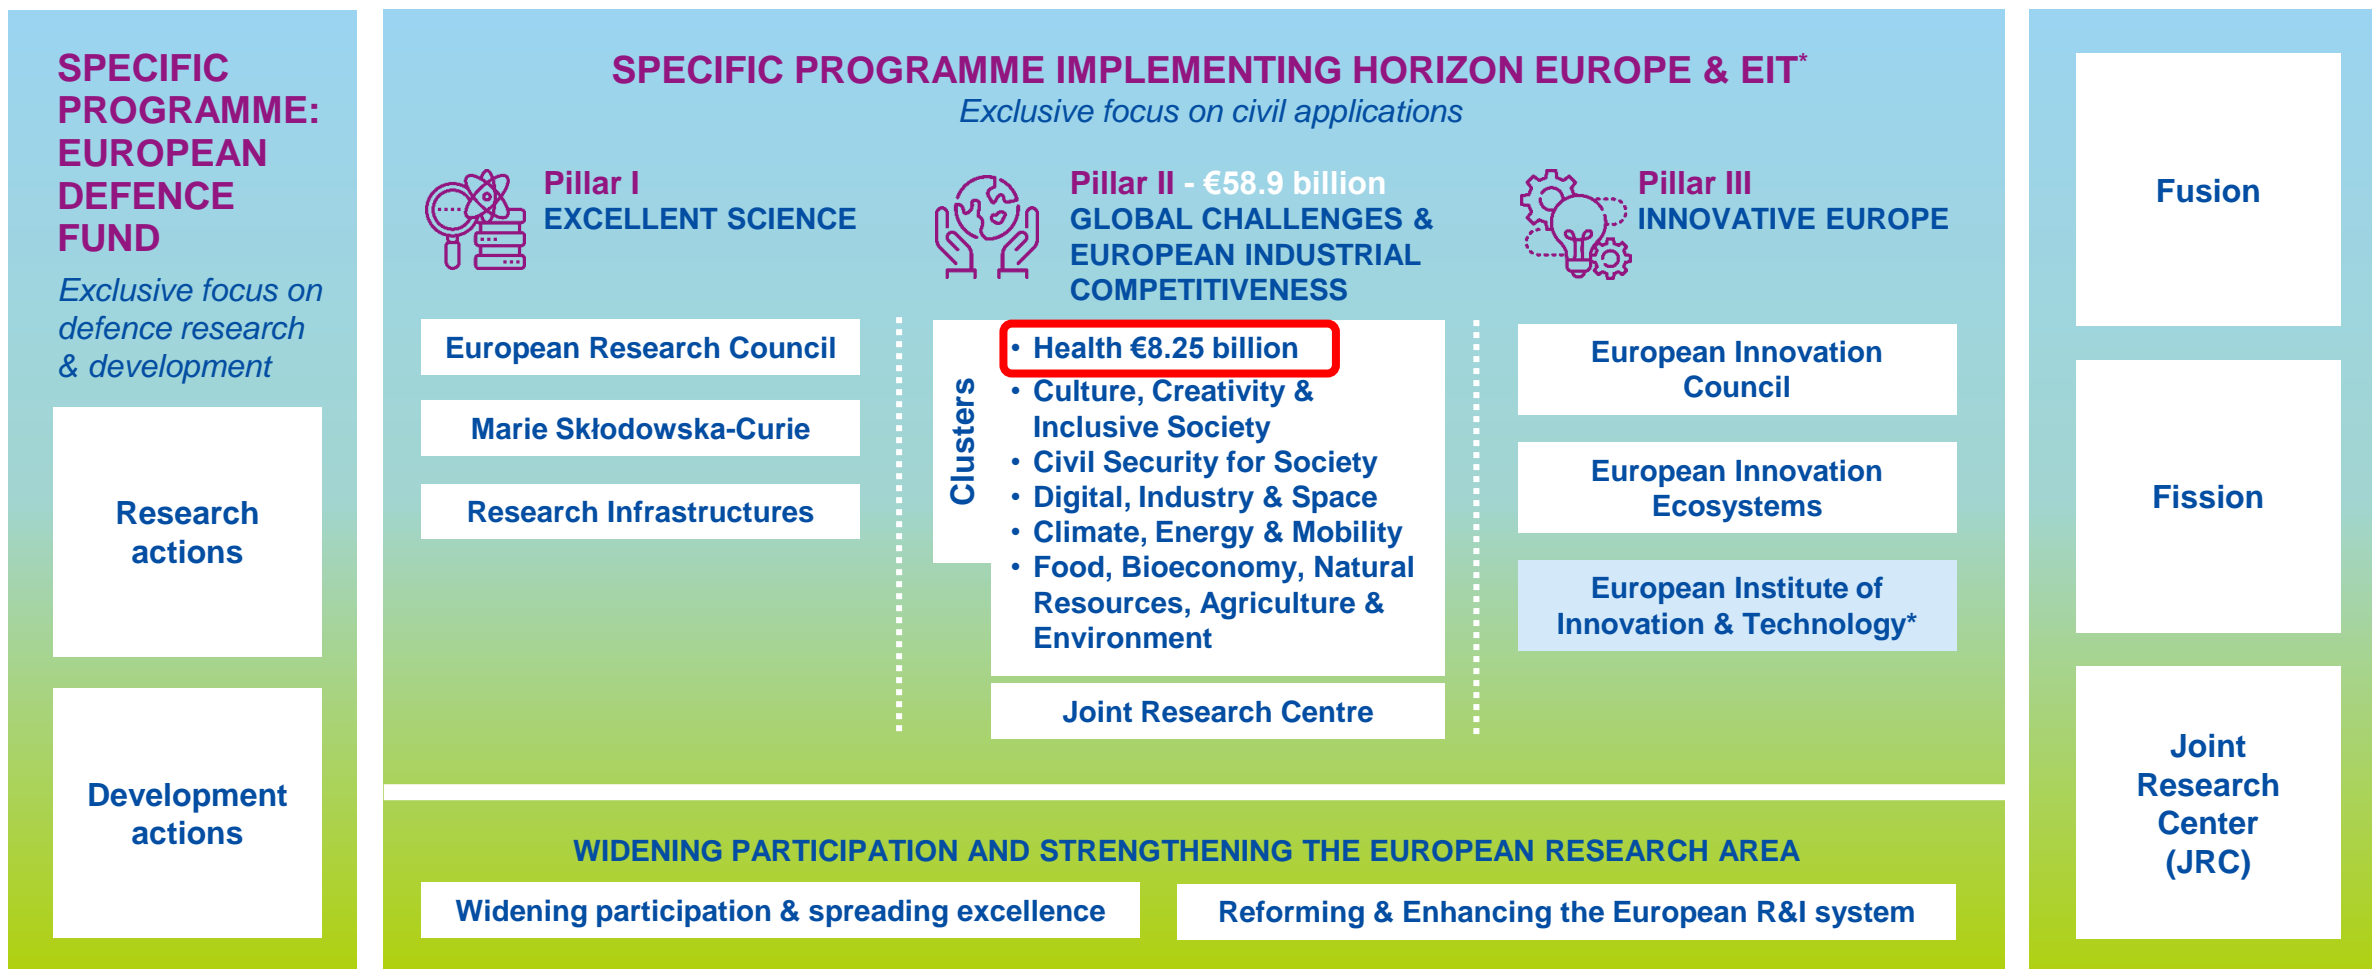 SPECIFIC
PROGRAMME:
EUROPEAN
DEFENCE
FUND
Exclusive focus on
defence research
& development
Research
actions
Development
actions
SPECIFIC PROGRAMME IMPLEMENTING HORIZON EUROPE & EIT*
Exclusive focus on civil applications
Pillar I
EXCELLENT SCIENCE
European Research Council
Marie Skłodowska-Curie
Research Infrastructures
Pillar II - €58.9 billion
GLOBAL CHALLENGES &
EUROPEAN INDUSTRIAL
COMPETITIVENESS
Clusters
• Health €8.25 billion
• Culture, Creativity &
Inclusive Society
• Civil Security for Society
• Digital, Industry & Space
• Climate, Energy & Mobility
• Food, Bioeconomy, Natural
Resources, Agriculture &
Environment
Joint Research Centre
Pillar III
INNOVATIVE EUROPE
European Innovation
Council
European Innovation
Ecosystems
European Institute of
Innovation & Technology*
WIDENING PARTICIPATION AND STRENGTHENING THE EUROPEAN RESEARCH AREA
Widening participation & spreading excellence
Reforming & Enhancing the European R&I system
Fusion
Fission
Joint
Research
Center
(JRC)